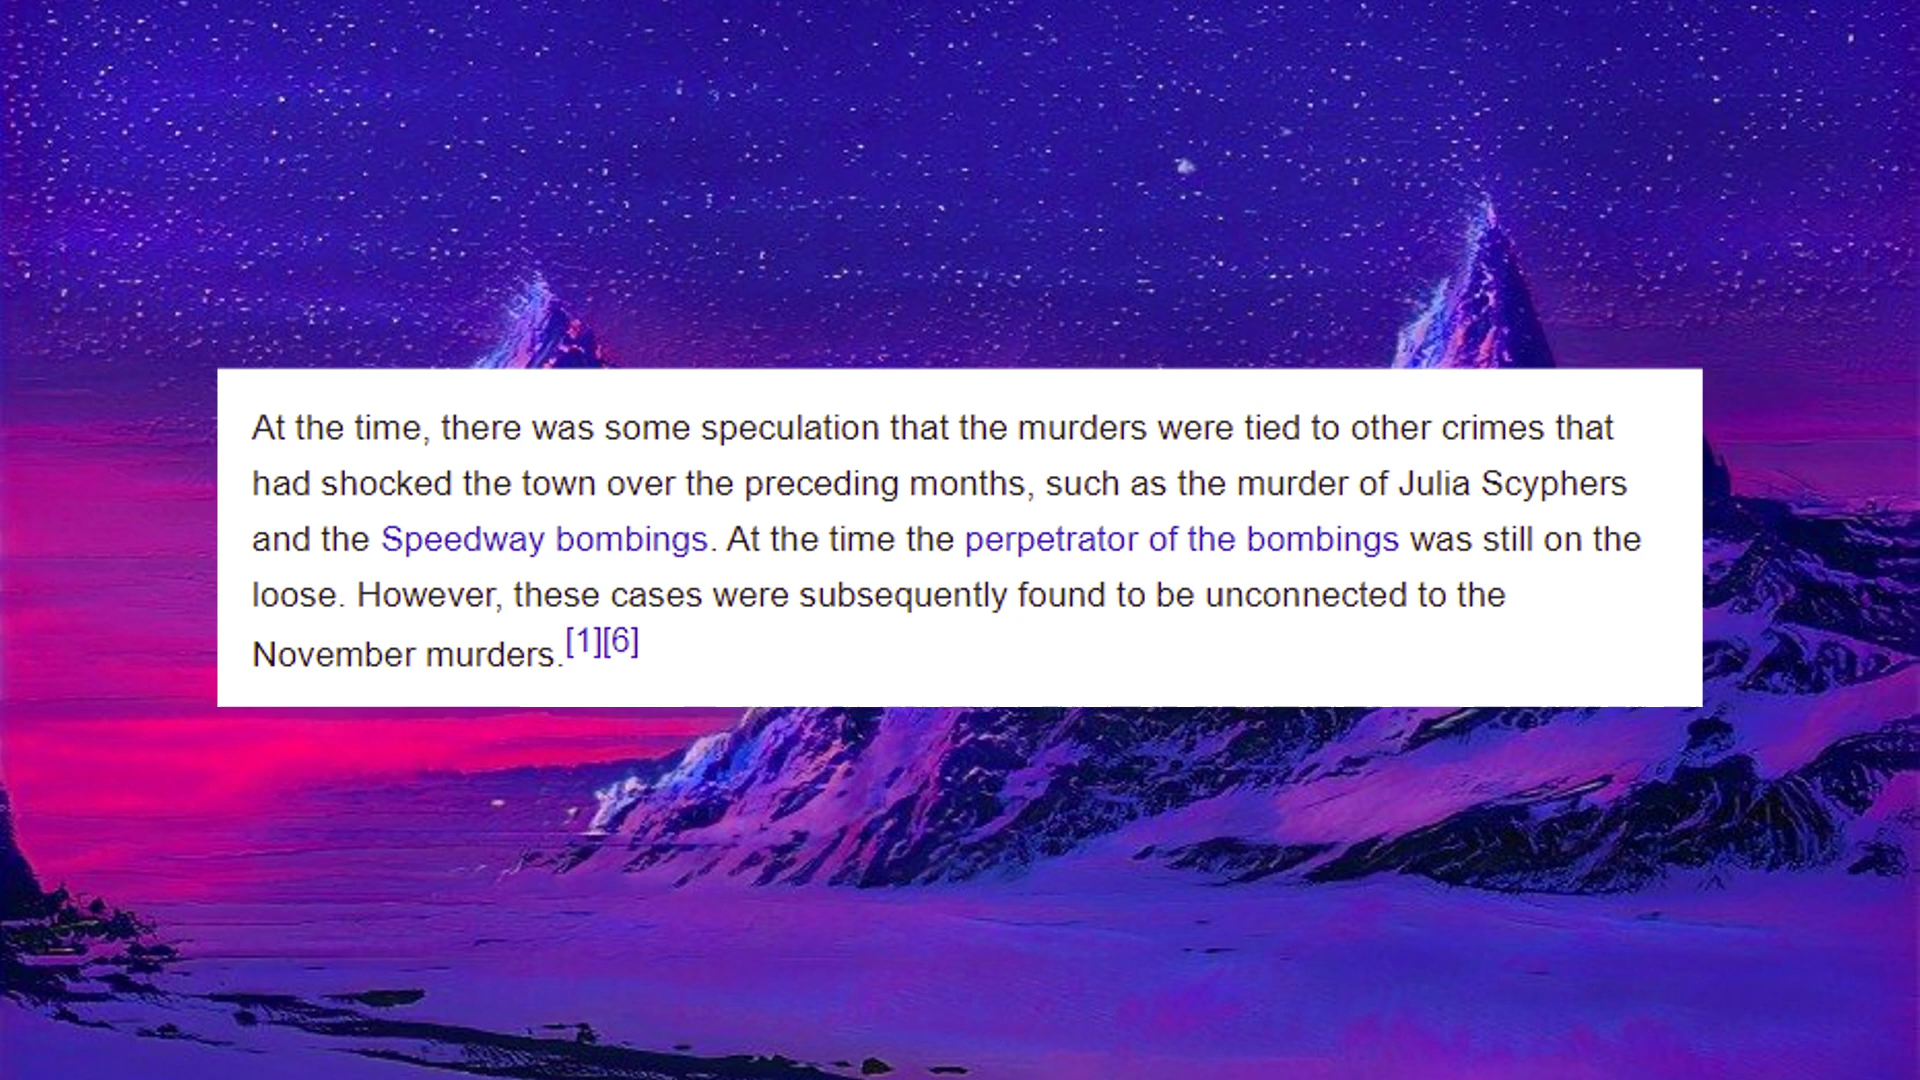 At the time, there was some speculation that the murders were tied to other crimes that
had shocked the town over the preceding months, such as the murder of Julia Scyphers
and the Speedway bombings. At the time the perpetrator of the bombings was still on the
loose. However, these cases were subsequently found to be unconnected to the
November murders.[1][6]